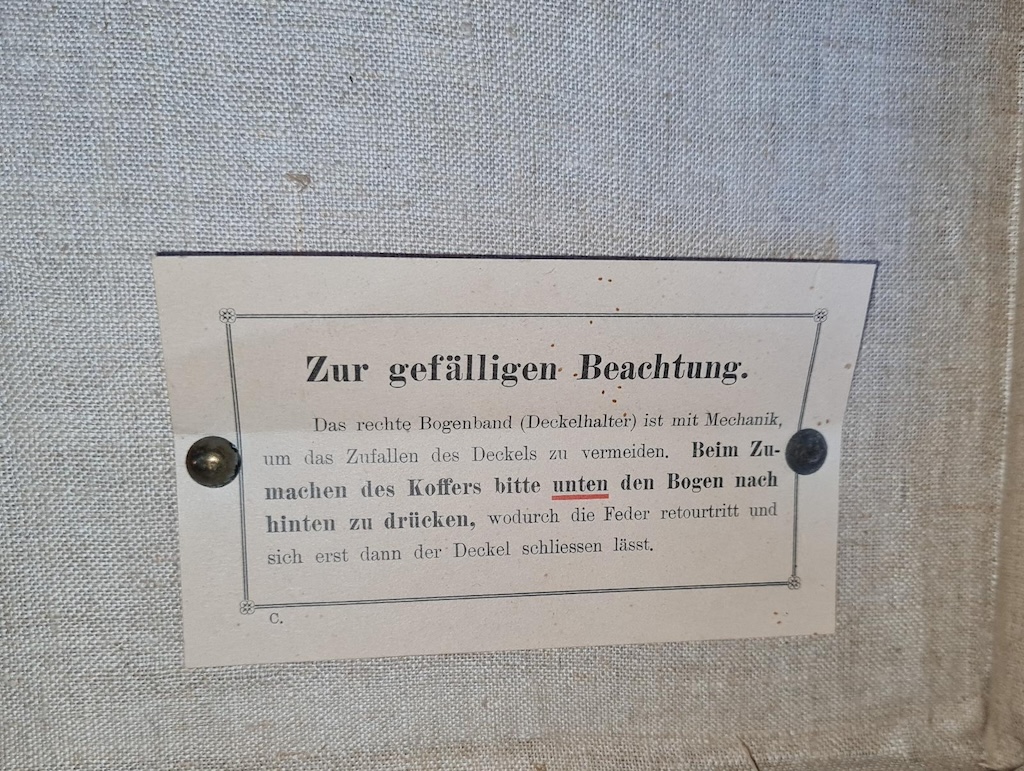 Zur gefälligen Beachtung.
Das rechte Bogenband (Deckelhalter) ist mit Mechanik,
um das Zufallen des Deckels zu vermeiden. Beim Zu-
machen des Koffers bitte unten den Bogen nach
hinten zu drücken, wodurch die Feder retourtritt und
sich erst dann der Deckel schliessen lässt.
C.